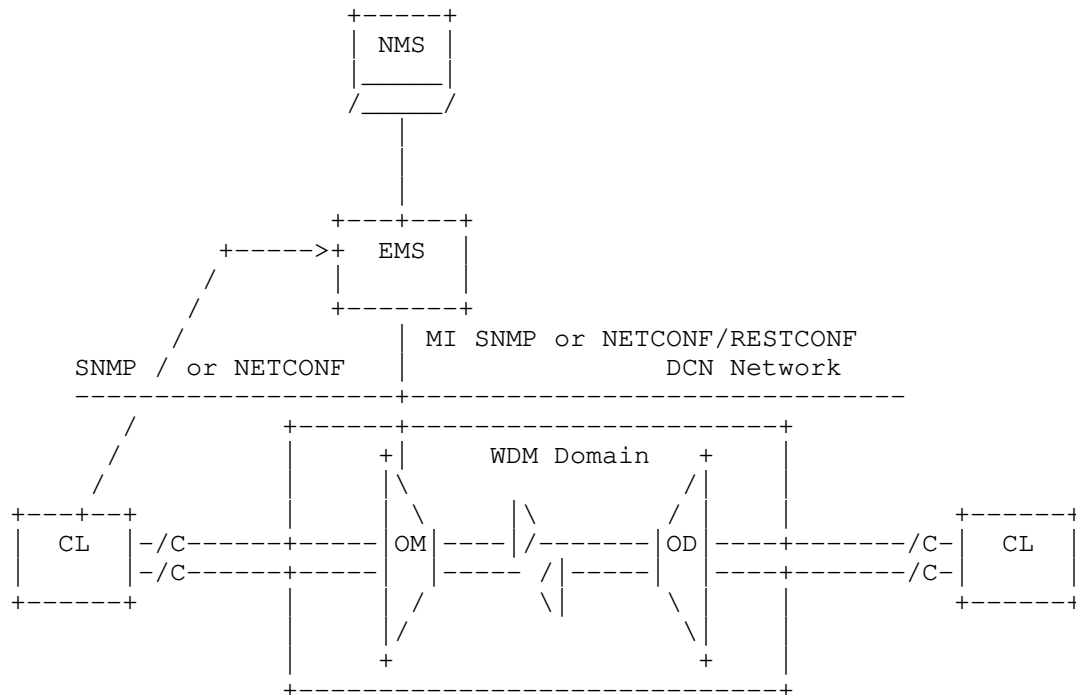 NMS
EMS
MI SNMP or NETCONF/RESTCONF
SNMP / or NETCONF DCN Network
WDM Domain
CL -/C OM OD /C- CL
-/C /C-